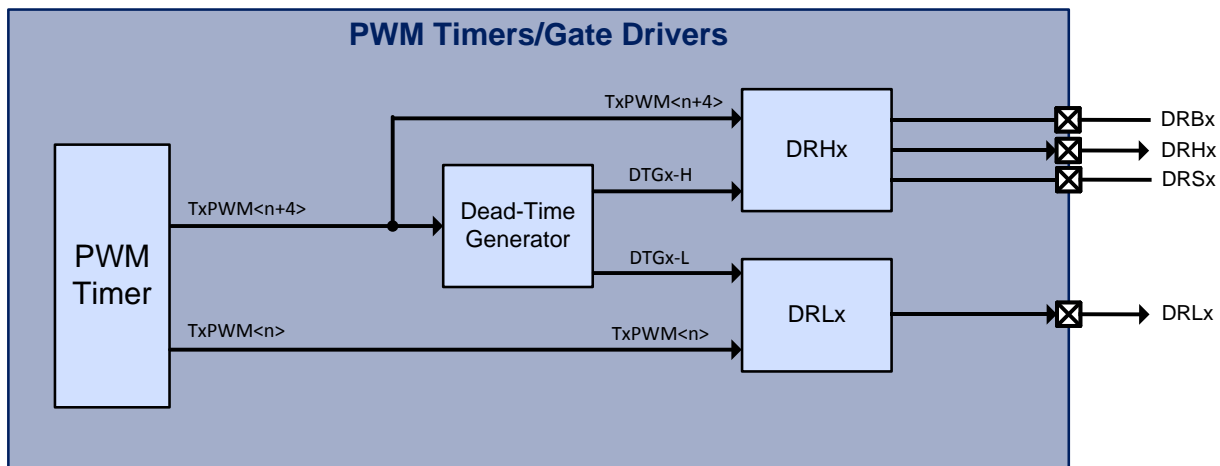 PWM Timers/Gate Drivers
TxPWM<n+4>
DRHx
DRBx
DRHx
DRSx
DTGx-H
TxPWM<n+4>
Dead-Time
Generator
PWM
Timer
DTGx-L
DRLx
DRLx
TxPWM<n>
TxPWM<n>